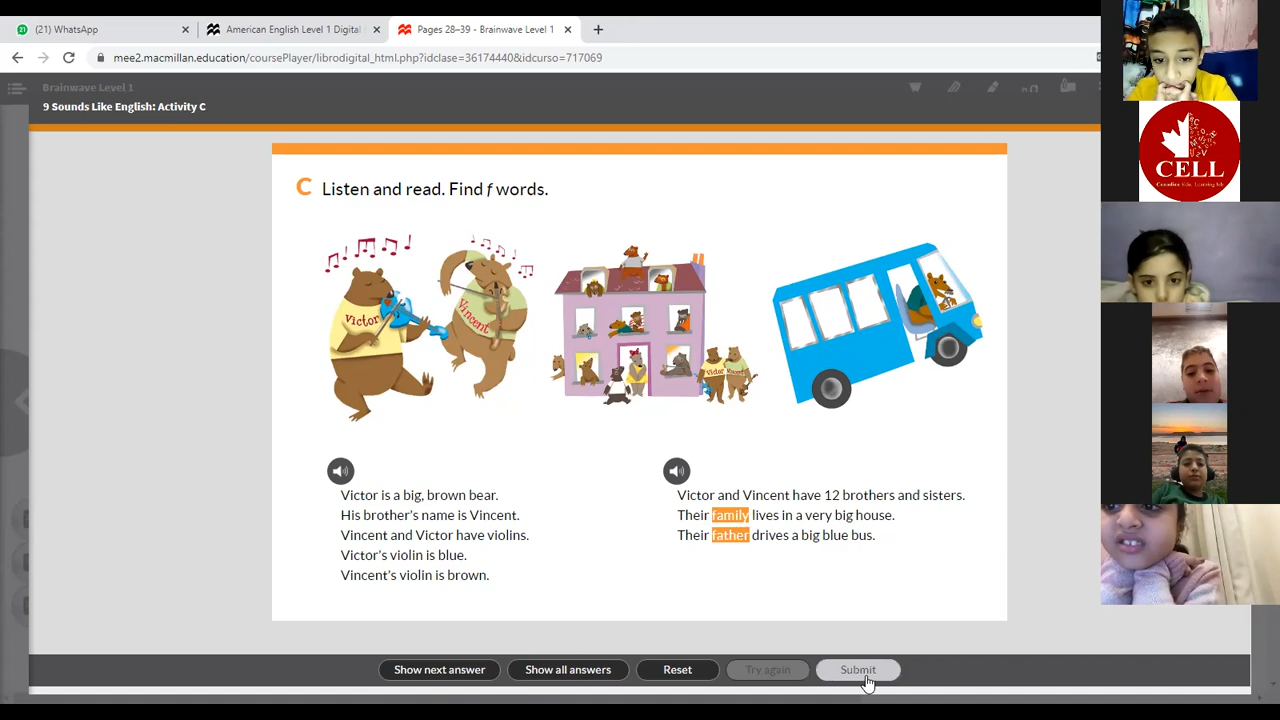 (21) WhatsApp
American English Level 1 Digital
Pages 28–39 - Brainwave Level 1
mee2.macmillan.education/coursePlayer/librodigital_html.php?idclase=36174440&idcurso=717069
Brainwave Level 1
9 Sounds Like English: Activity C
C Listen and read. Find f words.
Victor
Vincent
Victor
Vincent
Victor is a big, brown bear.
His brother's name is Vincent.
Vincent and Victor have violins.
Victor's violin is blue.
Vincent's violin is brown.
Victor and Vincent have 12 brothers and sisters.
Their family lives in a very big house.
Their father drives a big blue bus.
Show next answer
Show all answers
Reset
Try again
Submit
CELL